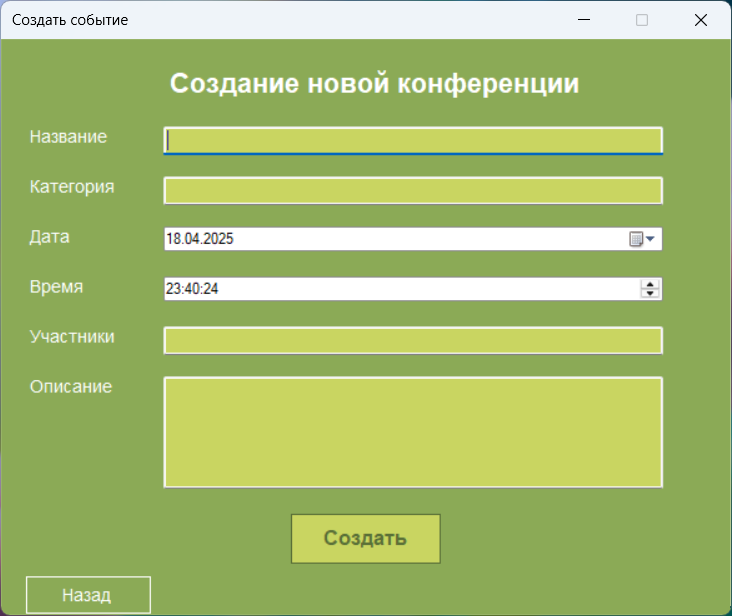 Создать событие
Создание новой конференции
Название
Категория
Дата 18.04.2025
Время 23:40:24
Участники
Описание
Создать
Назад